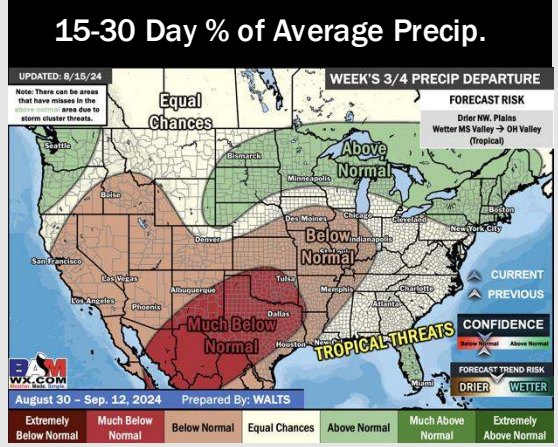 15-30 Day % of Average Precip.
UPDATED: 8/15/24
WEEK'S 3/4 PRECIP DEPARTURE
Note: There can be areas
that have misses in the
above normal area due to
storm cluster threats.
FORECAST RISK
Drier NW. Plains
Wetter MS Valley → OH Valley
(Tropical)
Equal
Chances
Seattle
Bismarck
Above
Normal
Minneapolis
Boise
Boston
Des Moines
Chicago
Cleveland
New York City
Below
Normal
Indianapolis
Denver
San Francisco
Las Vegas
Tulsa
CURRENT
Los Angeles
Albuquerque
Memphis
Charlotte
PREVIOUS
Phoenix
Atlanta
Dallas
Much Below
Normal
CONFIDENCE
Below Normal
Above Normal
Houston
New
TROPICAL THREATS
BAM
WX.COM
Weather. Made. Simple.
FORECAST TREND RISK
DRIER
WETTER
Miami
August 30 – Sep. 12, 2024
Prepared By: WALTS
Extremely
Below Normal
Much Below
Normal
Below Normal
Equal Chances
Above Normal
Much Above
Normal
Extremely
Above Normal